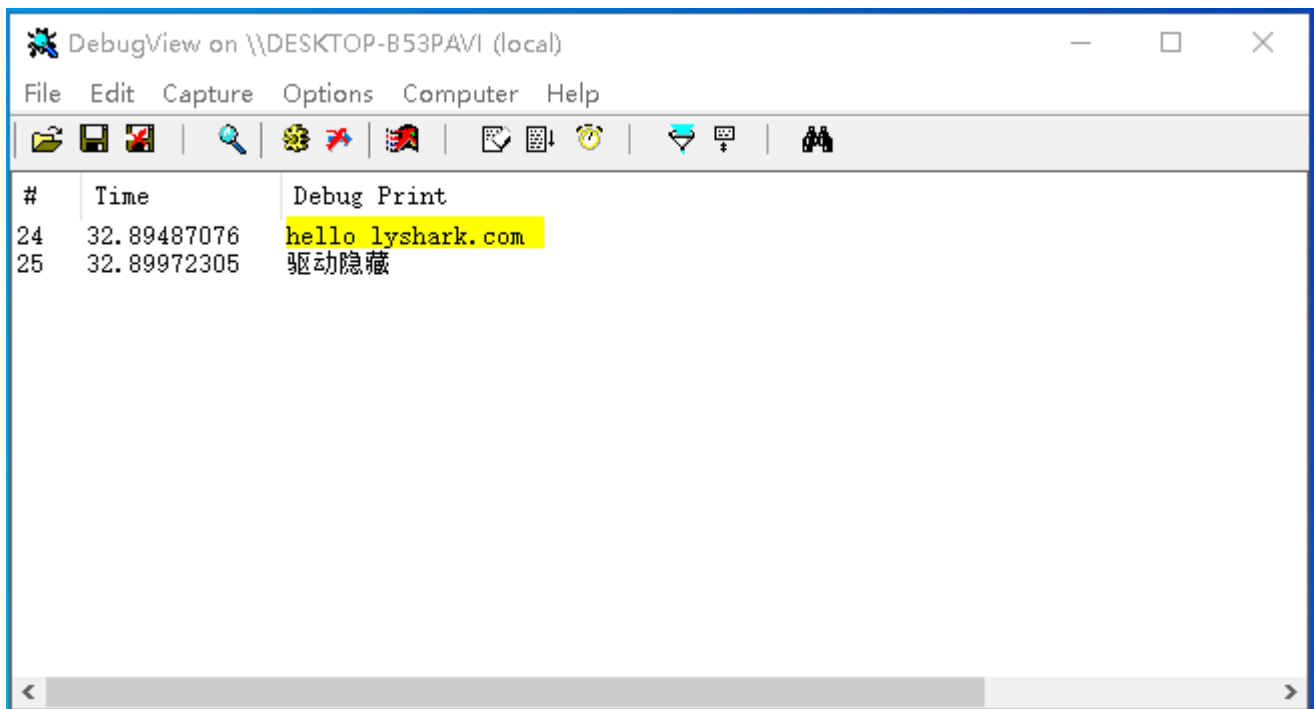 DebugView on \\DESKTOP-B53PAVI (local)
File Edit Capture Options Computer Help
# Time Debug Print
24 32.89487076 hello lyshark.com
25 32.89972305 驱动隐藏